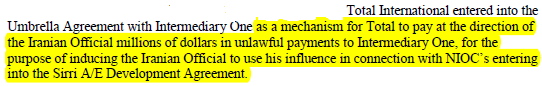 Total International entered into the
Umbrella Agreement with Intermediary One as a mechanism for Total to pay at the direction of
the Iranian Official millions of dollars in unlawful payments to Intermediary One, for the
purpose of inducing the Iranian Official to use his influence in connection with NIOC's entering
into the Sirri A/E Development Agreement.